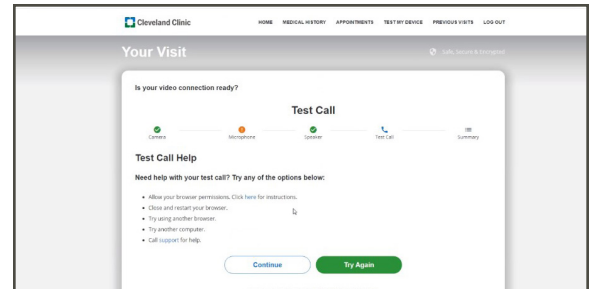 Cleveland Clinic
HOME MEDICAL HISTORY APPOINTMENTS TEST MY DEVICE PREVIOUS VISITS LOG OUT
Your Visit
Safe, Secure & Encrypted
Is your video connection ready?
Test Call
Camera Microphone Speaker Test Call Summary
Test Call Help
Need help with your test call? Try any of the options below:
Allow your browser permissions. Click here for instructions.
Close and restart your browser.
Try using another browser.
Try another computer.
Call support for help.
Continue Try Again